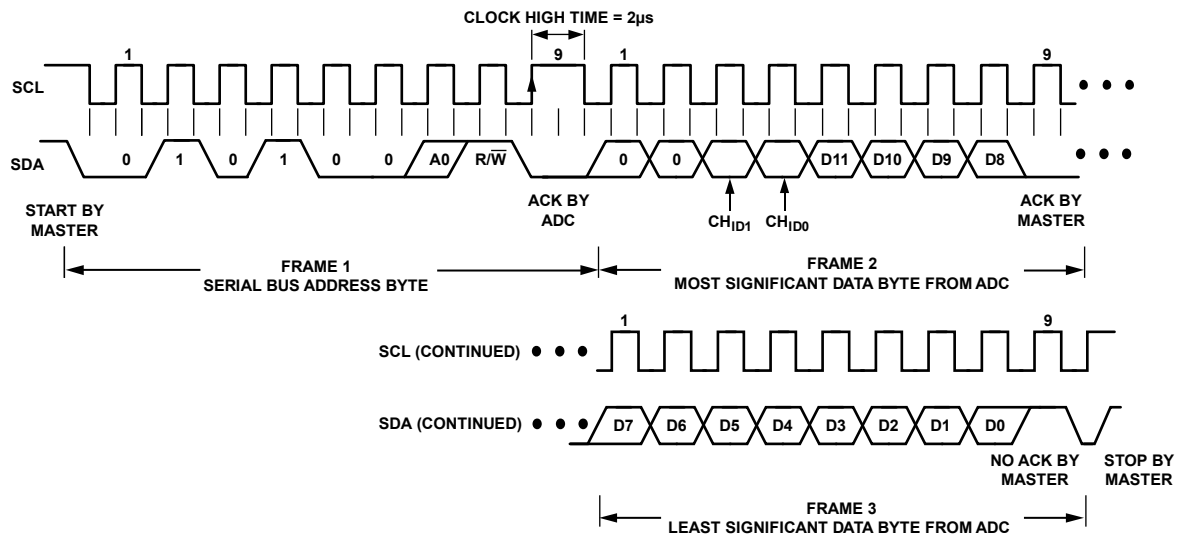 CLOCK HIGH TIME = 2µs
1 9 1 9
SCL
SDA 0 1 0 1 0 0 A0 R/W̅ 0 0 D11 D10 D9 D8
START BY MASTER
ACK BY ADC
CH_ID1 CH_ID0
ACK BY MASTER
FRAME 1
SERIAL BUS ADDRESS BYTE
FRAME 2
MOST SIGNIFICANT DATA BYTE FROM ADC
1 9
SCL (CONTINUED)
SDA (CONTINUED) D7 D6 D5 D4 D3 D2 D1 D0
NO ACK BY MASTER
STOP BY MASTER
FRAME 3
LEAST SIGNIFICANT DATA BYTE FROM ADC